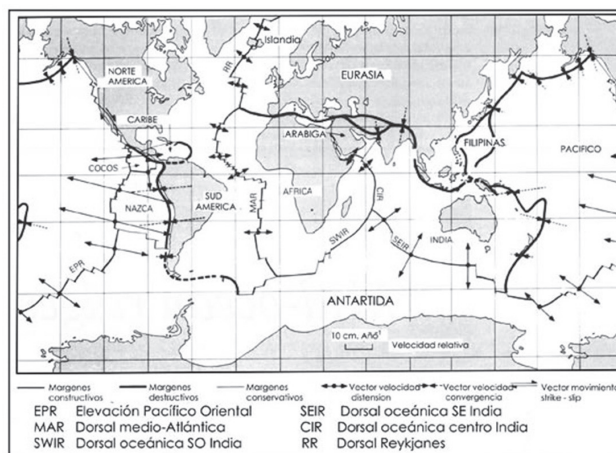 Islandia
RR
NORTE
AMERICA
EURASIA
CARIBE
ARABIGA
FILIPINAS
PACIFICO
COCOS
NAZCA
SUD
AMERICA
MAR
AFRICA
CIR
SWIR
SEIR
INDIA
EPR
ANTARTIDA
10 cm. Añó¹
Velocidad relativa
Margenes constructivos
Margenes destructivos
Margenes conservativos
Vector velocidad distension
Vector velocidad convergencia
Vector movimiento strike - slip
EPR Elevación Pacífico Oriental
SEIR Dorsal oceánica SE India
MAR Dorsal medio-Atlántica
CIR Dorsal oceánica centro India
SWIR Dorsal oceánica SO India
RR Dorsal Reykjanes